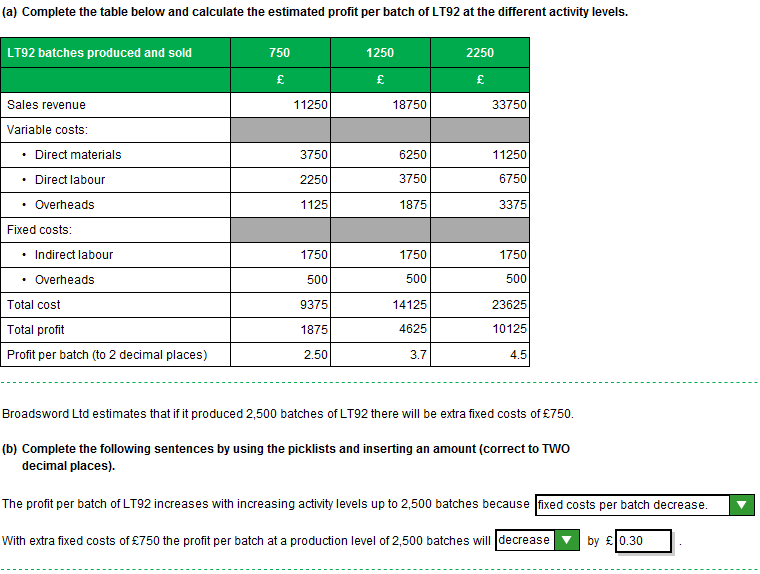 (a) Complete the table below and calculate the estimated profit per batch of LT92 at the different activity levels.
LT92 batches produced and sold 750 1250 2250
£ £ £
Sales revenue 11250 18750 33750
Variable costs:
• Direct materials 3750 6250 11250
• Direct labour 2250 3750 6750
• Overheads 1125 1875 3375
Fixed costs:
• Indirect labour 1750 1750 1750
• Overheads 500 500 500
Total cost 9375 14125 23625
Total profit 1875 4625 10125
Profit per batch (to 2 decimal places) 2.50 3.7 4.5
Broadsword Ltd estimates that if it produced 2,500 batches of LT92 there will be extra fixed costs of £750.
(b) Complete the following sentences by using the picklists and inserting an amount (correct to TWO
decimal places).
The profit per batch of LT92 increases with increasing activity levels up to 2,500 batches because fixed costs per batch decrease.
With extra fixed costs of £750 the profit per batch at a production level of 2,500 batches will decrease by £ 0.30 .